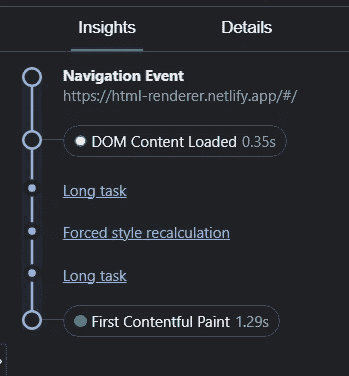 Insights Details
Navigation Event
https://html-renderer.netlify.app/#/
DOM Content Loaded 0.35s
Long task
Forced style recalculation
Long task
First Contentful Paint 1.29s